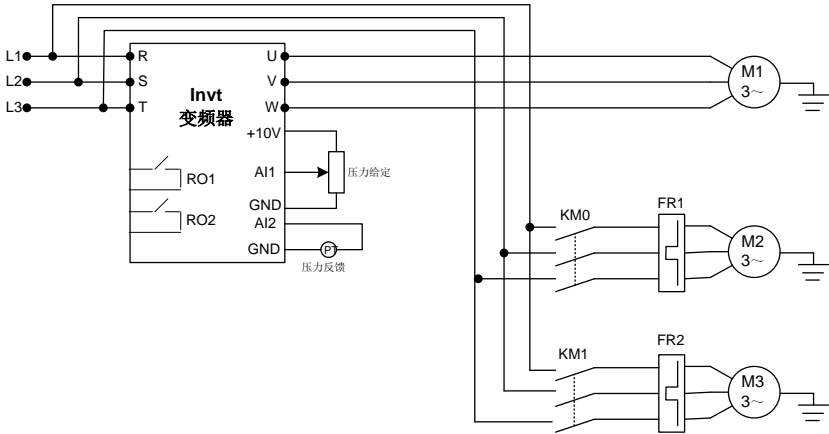 L1
L2
L3
R
S
T
U
V
W
Invt
变频器
+10V
AI1
压力给定
GND
AI2
GND
PT
压力反馈
RO1
RO2
M1
3～
KM0
FR1
M2
3～
KM1
FR2
M3
3～